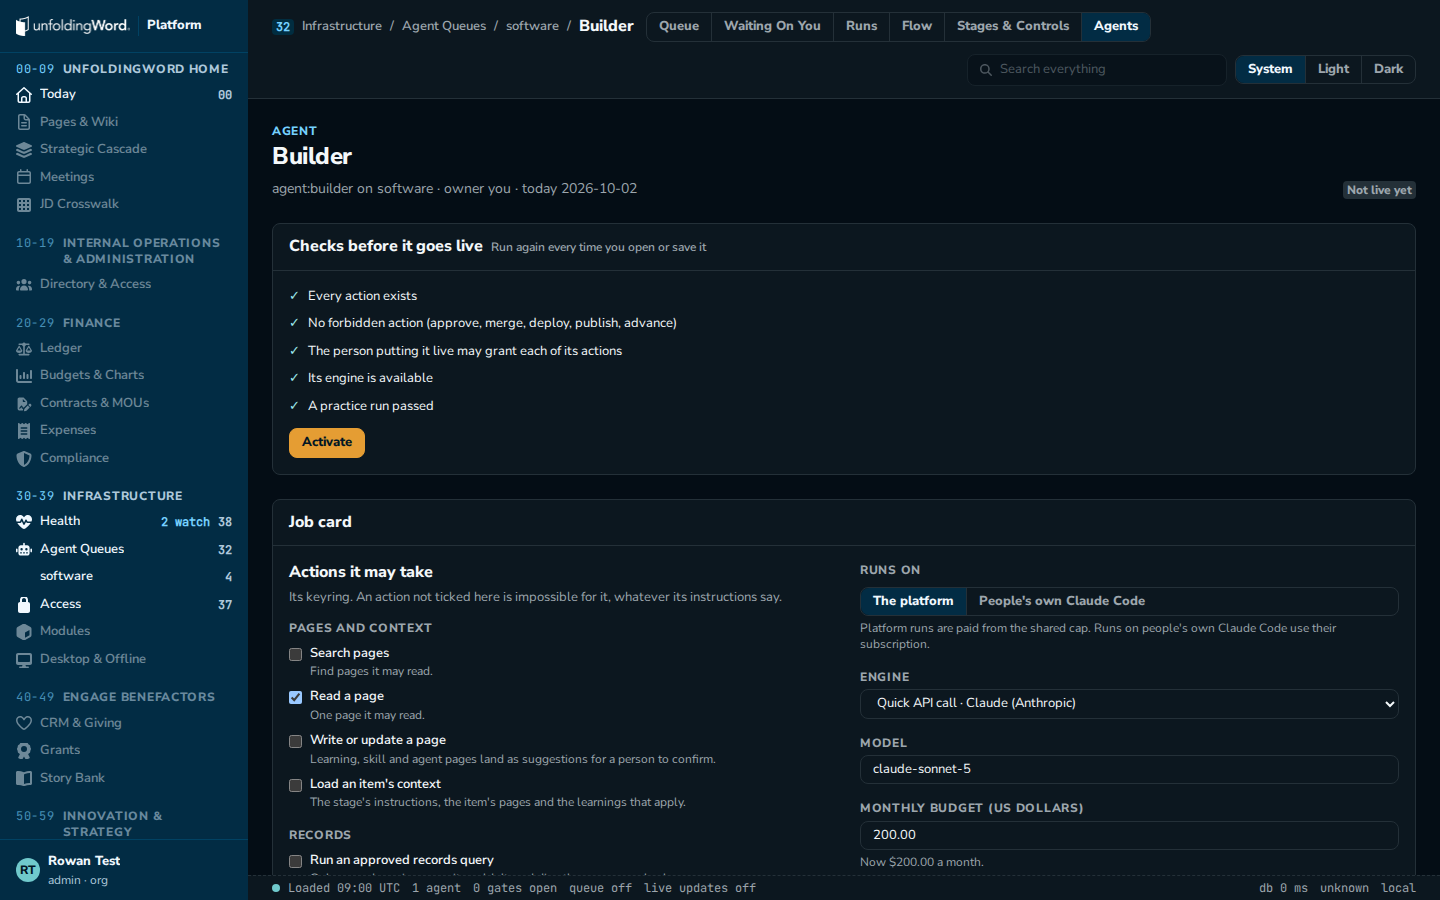 unfoldingWord Platform
32 Infrastructure / Agent Queues / software / Builder
Queue Waiting On You Runs Flow Stages & Controls Agents
Search everything
System Light Dark
00-09 UNFOLDINGWORD HOME
Today 00
Pages & Wiki
Strategic Cascade
Meetings
JD Crosswalk
10-19 INTERNAL OPERATIONS
& ADMINISTRATION
Directory & Access
20-29 FINANCE
Ledger
Budgets & Charts
Contracts & MOUs
Expenses
Compliance
30-39 INFRASTRUCTURE
Health 2 watch 38
Agent Queues 32
software 4
Access 37
Modules
Desktop & Offline
40-49 ENGAGE BENEFACTORS
CRM & Giving
Grants
Story Bank
50-59 INNOVATION &
STRATEGY
RT Rowan Test
admin · org
AGENT
Builder
agent:builder on software · owner you · today 2026-10-02
Not live yet
Checks before it goes live Run again every time you open or save it
✓ Every action exists
✓ No forbidden action (approve, merge, deploy, publish, advance)
✓ The person putting it live may grant each of its actions
✓ Its engine is available
✓ A practice run passed
Activate
Job card
Actions it may take
Its keyring. An action not ticked here is impossible for it, whatever its instructions say.
PAGES AND CONTEXT
Search pages
Find pages it may read.
Read a page
One page it may read.
Write or update a page
Learning, skill and agent pages land as suggestions for a person to confirm.
Load an item's context
The stage's instructions, the item's pages and the learnings that apply.
RECORDS
Run an approved records query
RUNS ON
The platform People's own Claude Code
Platform runs are paid from the shared cap. Runs on people's own Claude Code use their
subscription.
ENGINE
Quick API call · Claude (Anthropic)
MODEL
claude-sonnet-5
MONTHLY BUDGET (US DOLLARS)
200.00
Now $200.00 a month.
Loaded 09:00 UTC 1 agent 0 gates open queue off live updates off
db 0 ms unknown local